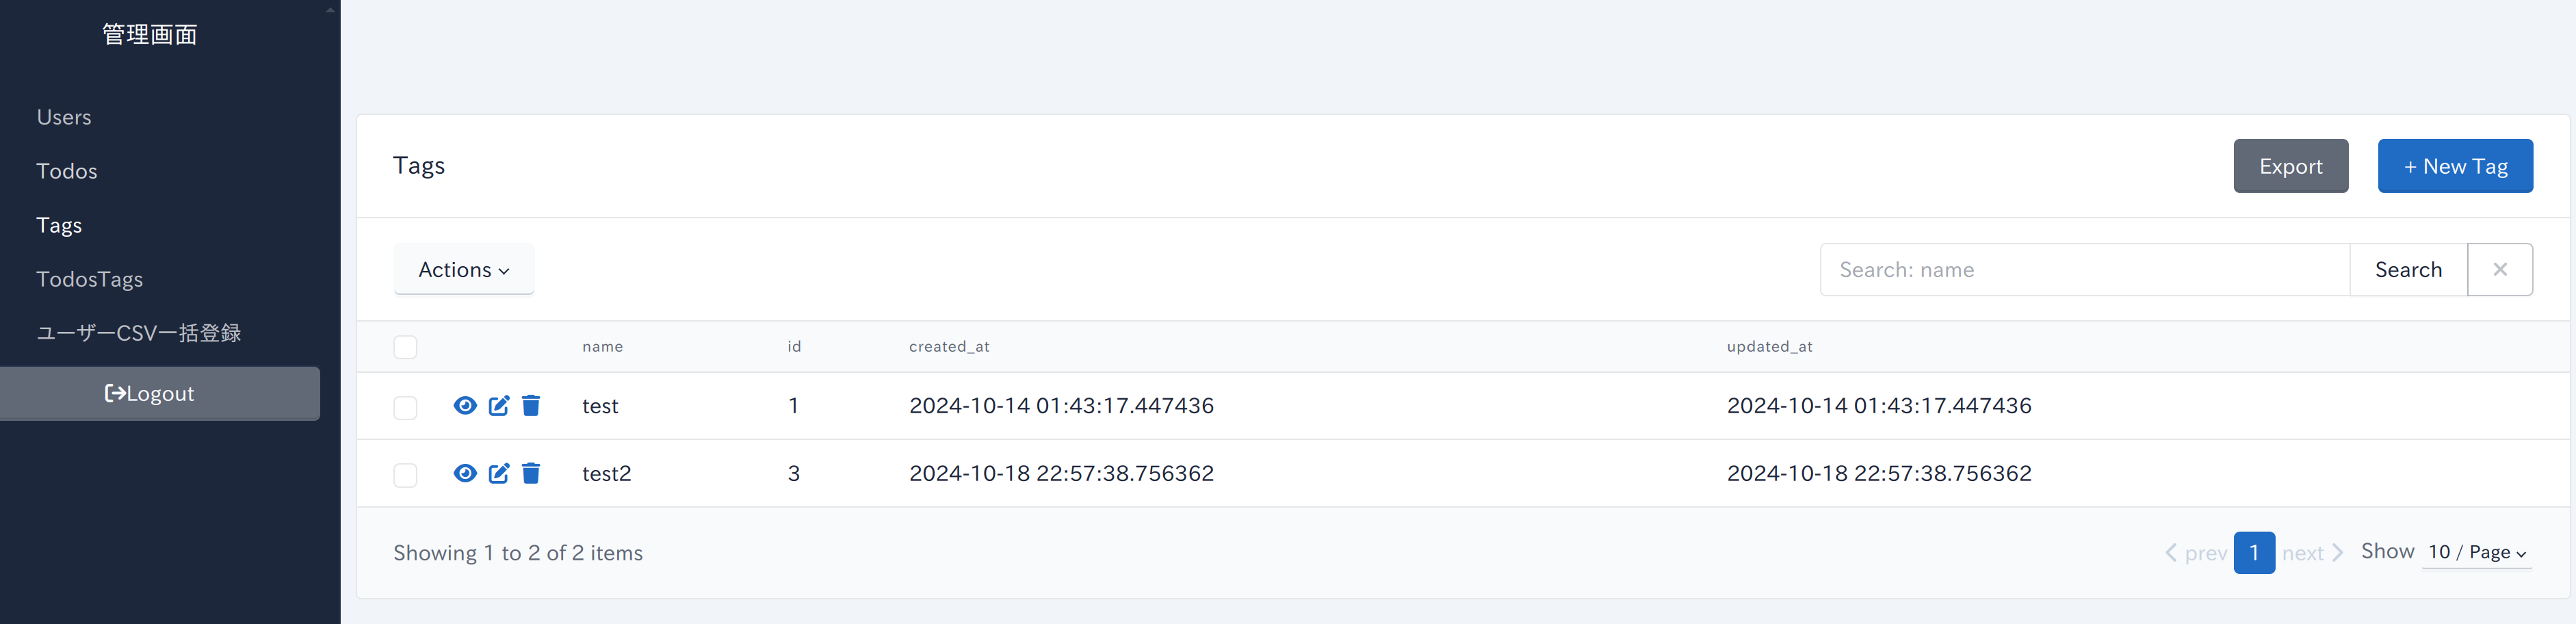 管理画面
Users
Todos
Tags
TodosTags
ユーザーCSV一括登録
Logout
Tags
Export
+ New Tag
Actions
Search: name
Search
name id created_at updated_at
test 1 2024-10-14 01:43:17.447436 2024-10-14 01:43:17.447436
test2 3 2024-10-18 22:57:38.756362 2024-10-18 22:57:38.756362
Showing 1 to 2 of 2 items
prev 1 next Show 10 / Page